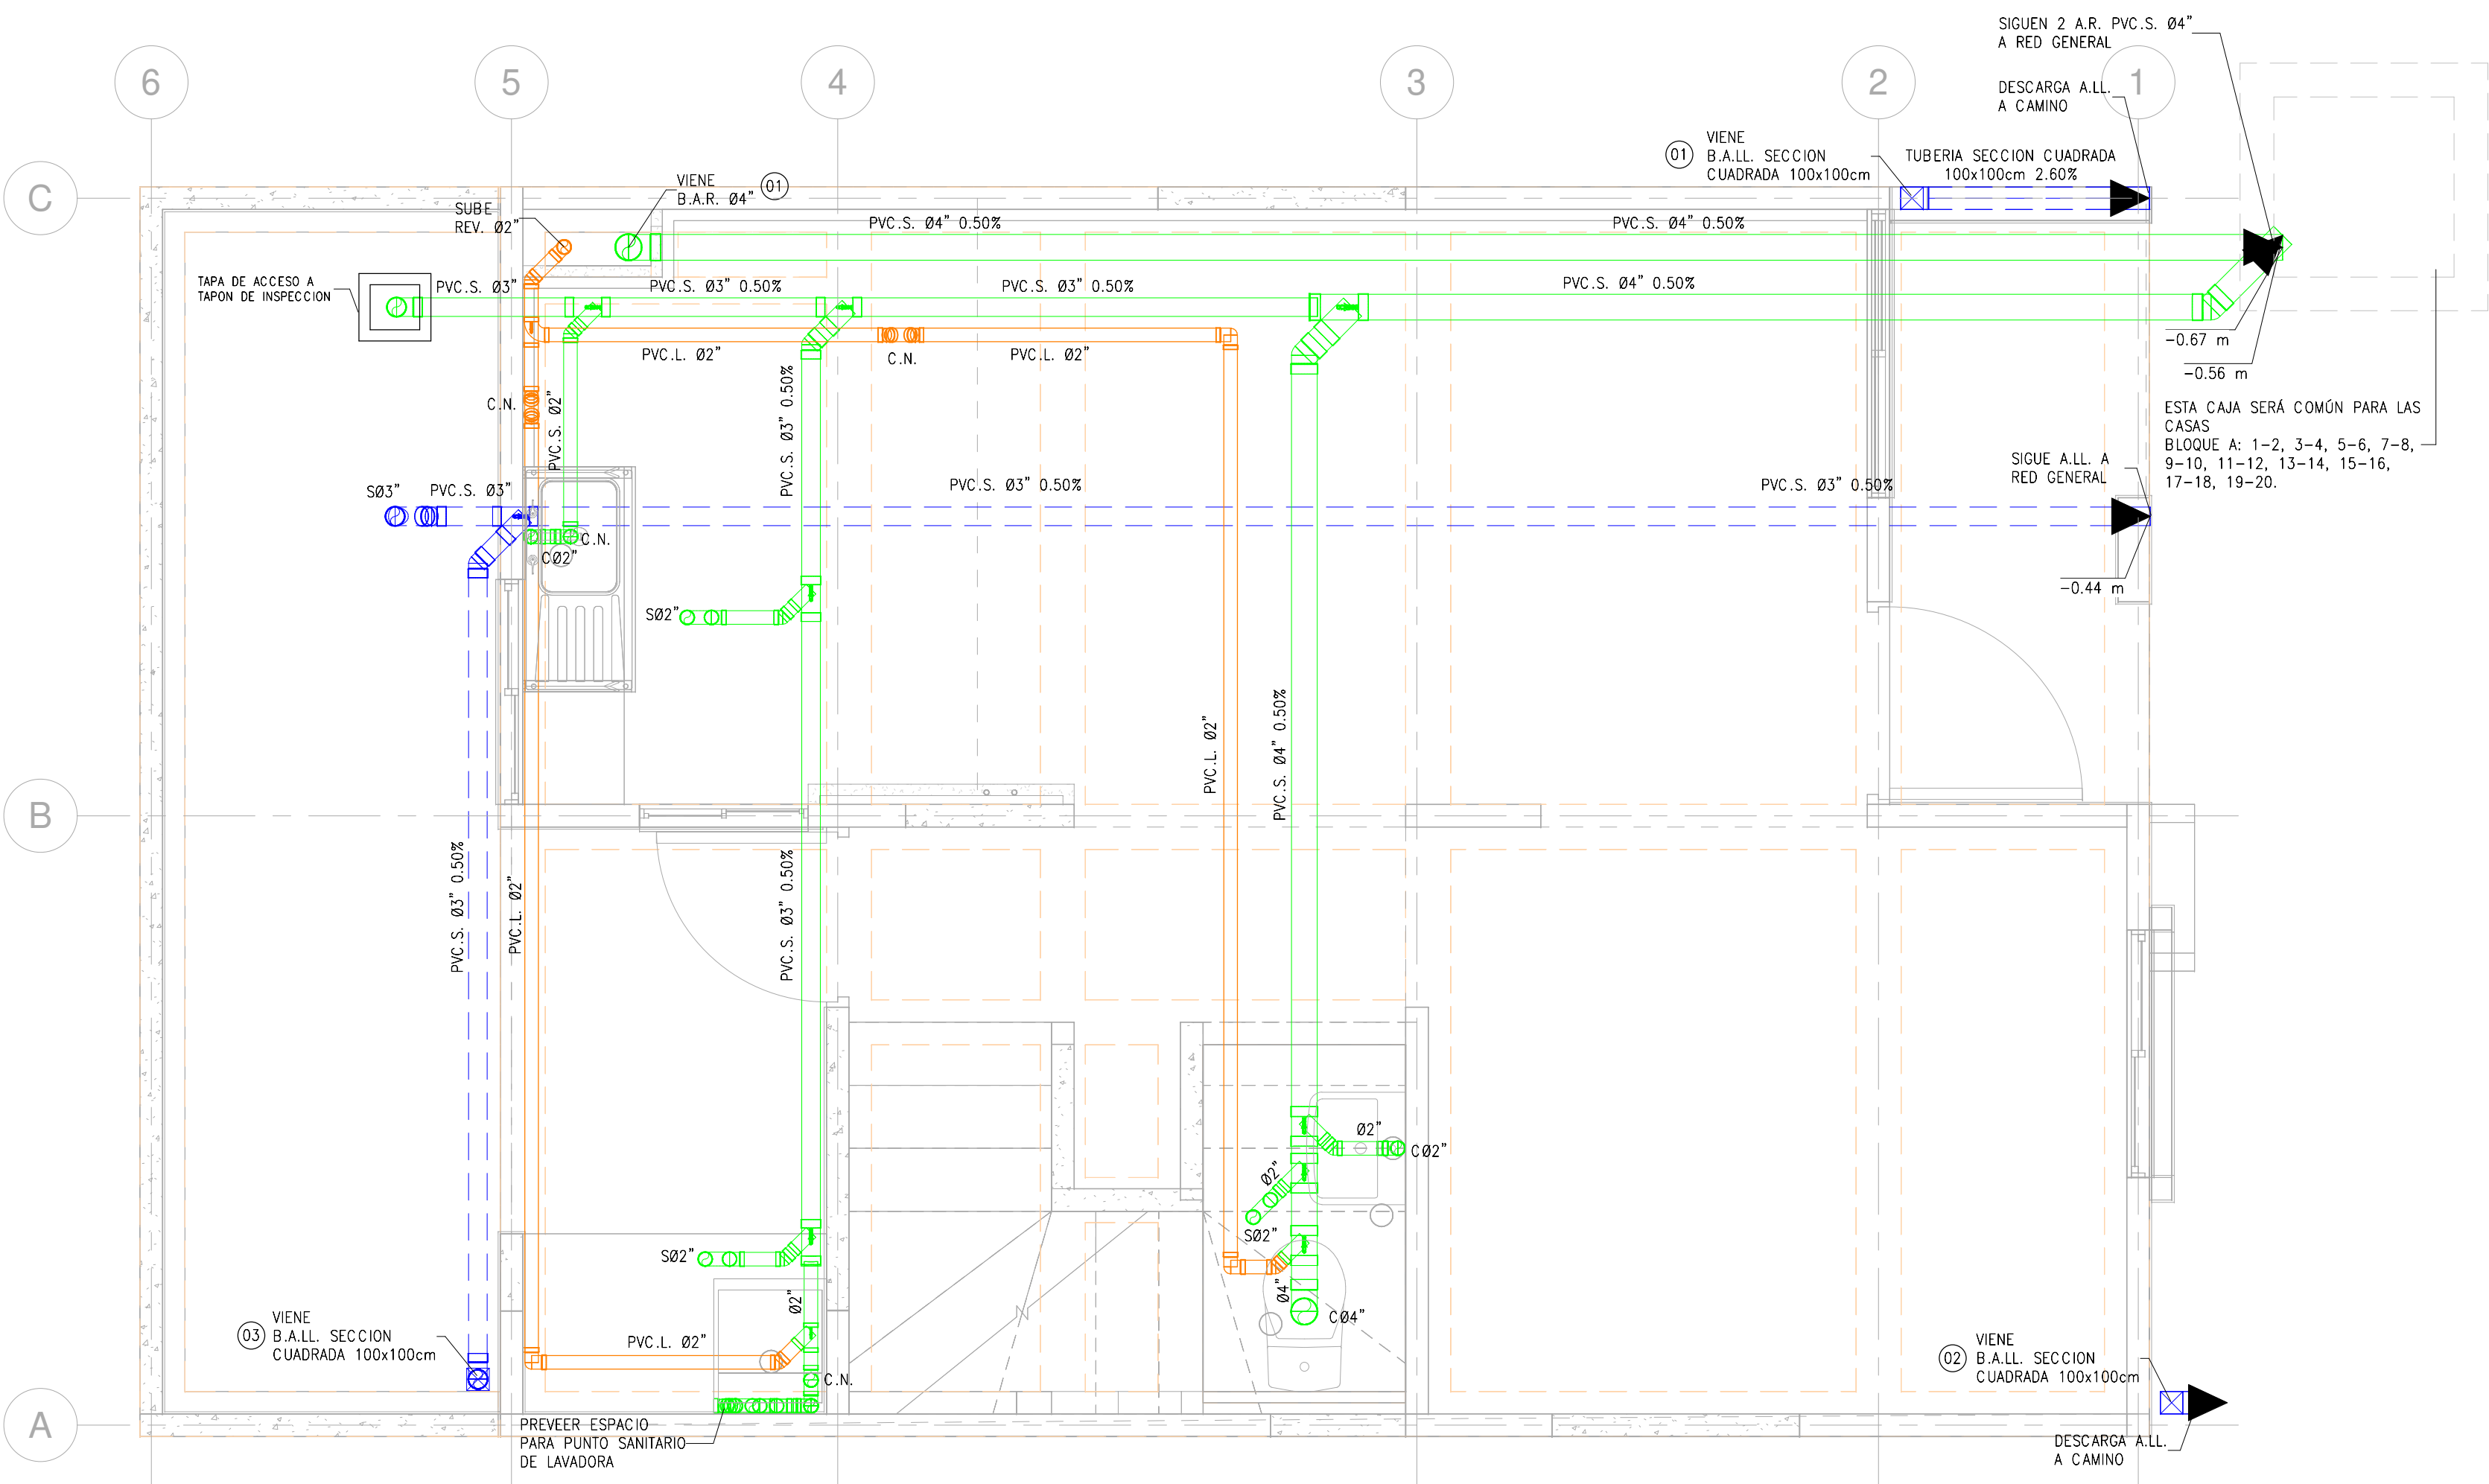 SIGUEN 2 A.R. PVC.S. Ø4"
A RED GENERAL
6
5
4
3
2
1
DESCARGA A.LL.
A CAMINO
VIENE
01
B.A.LL. SECCION
CUADRADA 100x100cm
TUBERIA SECCION CUADRADA
100x100cm 2.60%
C
VIENE
B.A.R. Ø4"
01
SUBE
REV. Ø2"
PVC.S. Ø4" 0.50%
PVC.S. Ø4" 0.50%
TAPA DE ACCESO A
TAPON DE INSPECCION
PVC.S. Ø3"
PVC.S. Ø3" 0.50%
PVC.S. Ø3" 0.50%
PVC.S. Ø4" 0.50%
-0.67 m
-0.56 m
PVC.L. Ø2"
C.N.
PVC.L. Ø2"
C.N.
PVC.S. Ø2"
PVC.S. Ø3" 0.50%
ESTA CAJA SERÁ COMÚN PARA LAS
CASAS
BLOQUE A: 1-2, 3-4, 5-6, 7-8,
9-10, 11-12, 13-14, 15-16,
17-18, 19-20.
SIGUE A.LL. A
RED GENERAL
SØ3"
PVC.S. Ø3"
PVC.S. Ø3" 0.50%
PVC.S. Ø3" 0.50%
C.N.
CØ2"
-0.44 m
SØ2"
PVC.L. Ø2"
PVC.S. Ø4" 0.50%
B
PVC.S. Ø3" 0.50%
PVC.L. Ø2"
PVC.S. Ø3" 0.50%
Ø2"
CØ2"
Ø2"
SØ2"
SØ2"
Ø4"
CØ4"
Ø2"
VIENE
03
B.A.LL. SECCION
CUADRADA 100x100cm
PVC.L. Ø2"
C.N.
VIENE
02
B.A.LL. SECCION
CUADRADA 100x100cm
A
PREVEER ESPACIO
PARA PUNTO SANITARIO
DE LAVADORA
DESCARGA A.LL.
A CAMINO